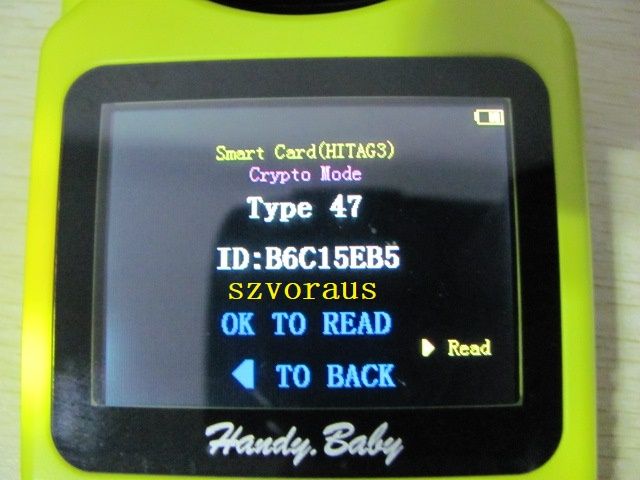 Smart Card(HITAG3)
Crypto Mode
Type 47
ID:B6C15EB5
szvoraus
OK TO READ
Read
TO BACK
Handy.Baby